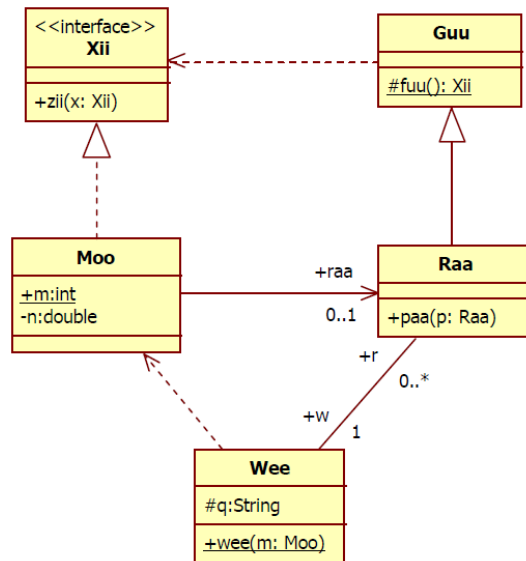 <<interface>>
Xii
+zii(x: Xii)
Guu
#fuu(): Xii
Moo
+m:int
-n:double
+raa
0..1
Raa
+paa(p: Raa)
+r
0..*
+w
1
Wee
#q:String
+wee(m: Moo)